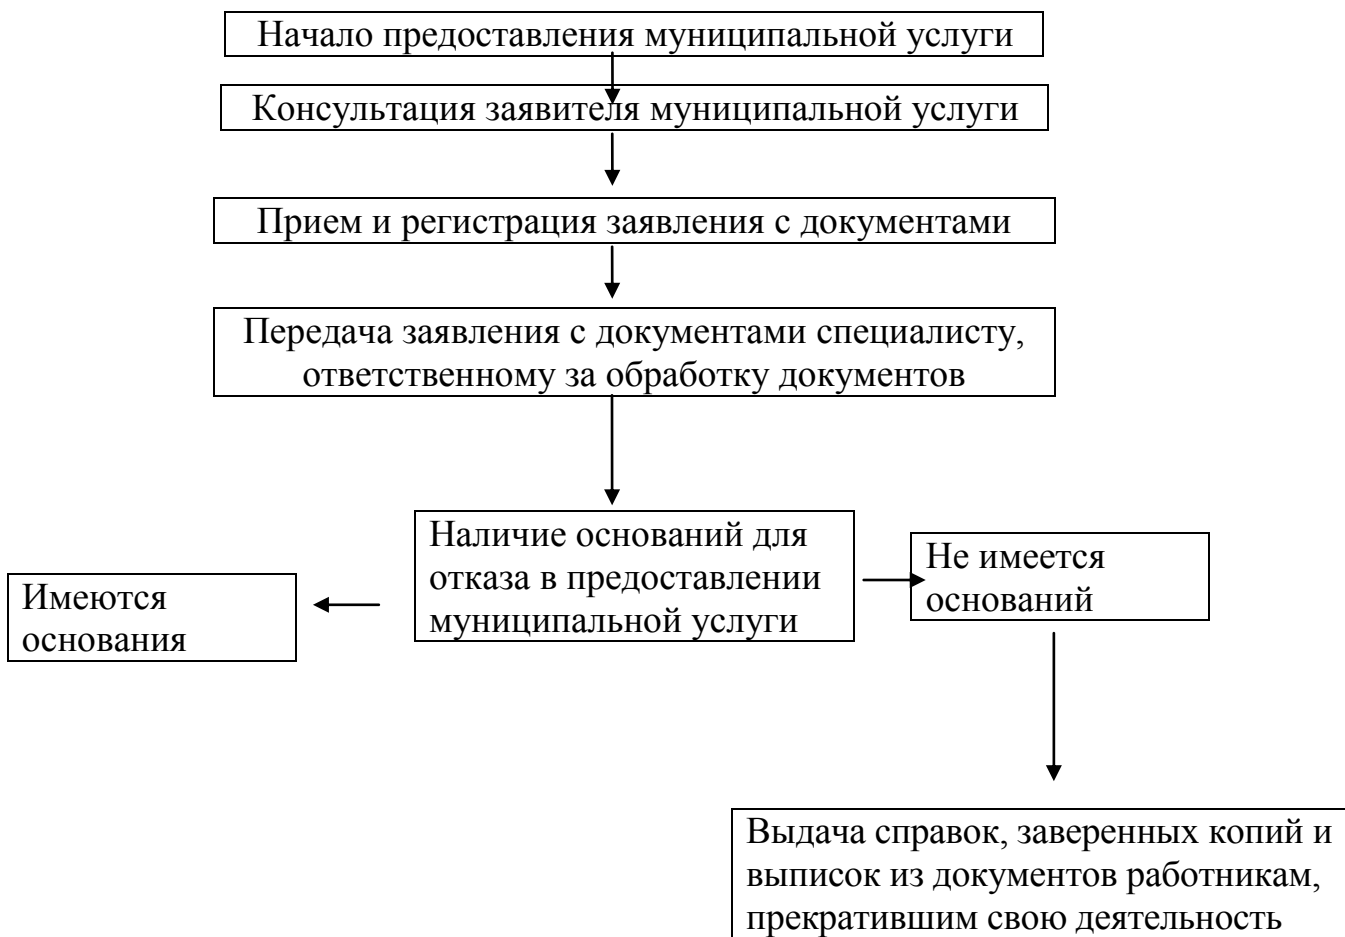 Начало предоставления муниципальной услуги
Консультация заявителя муниципальной услуги
Прием и регистрация заявления с документами
Передача заявления с документами специалисту,
ответственному за обработку документов
Наличие оснований для
отказа в предоставлении
муниципальной услуги
Не имеется
оснований
Имеются
основания
Выдача справок, заверенных копий и
выписок из документов работникам,
прекратившим свою деятельность